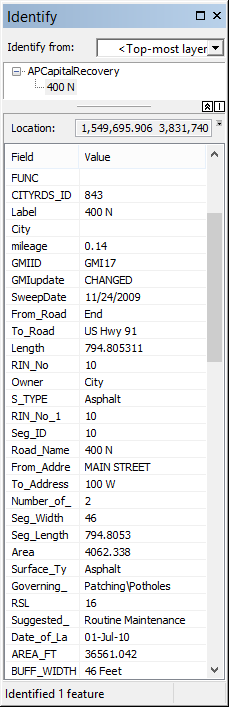 Identify
Identify from: <Top-most layer
APCapitalRecovery
400 N
Location: 1,549,695.906 3,831,740
Field Value
FUNC
CITYRDS_ID 843
Label 400 N
City
mileage 0.14
GMIID GMI17
GMIupdate CHANGED
SweepDate 11/24/2009
From_Road End
To_Road US Hwy 91
Length 794.805311
RIN_No 10
Owner City
S_TYPE Asphalt
RIN_No_1 10
Seg_ID 10
Road_Name 400 N
From_Addre MAIN STREET
To_Address 100 W
Number_of_ 2
Seg_Width 46
Seg_Length 794.8053
Area 4062.338
Surface_Ty Asphalt
Governing_ Patching\Potholes
RSL 16
Suggested_ Routine Maintenance
Date_of_La 01-Jul-10
AREA_FT 36561.042
BUFF_WIDTH 46 Feet
Identified 1 feature